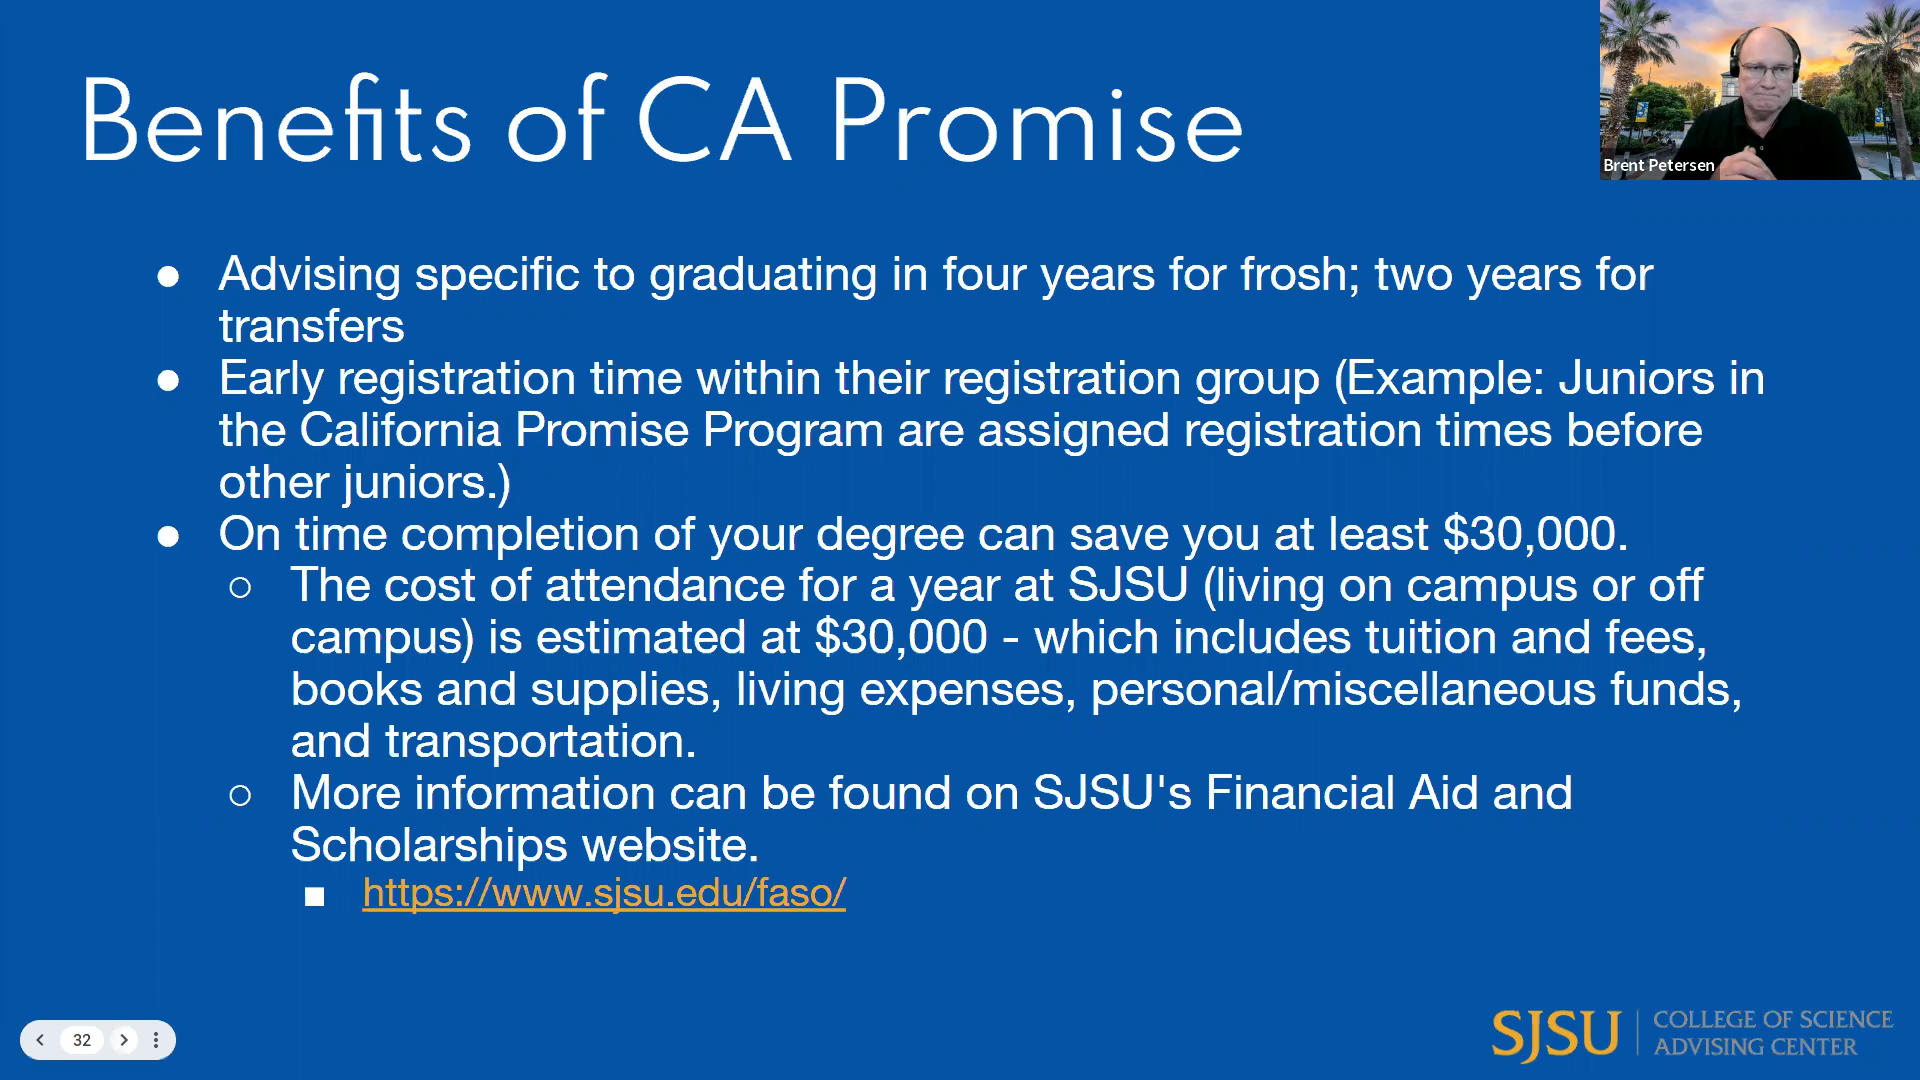 Benefits of CA Promise
Brent Petersen
● Advising specific to graduating in four years for frosh; two years for
transfers
● Early registration time within their registration group (Example: Juniors in
the California Promise Program are assigned registration times before
other juniors.)
● On time completion of your degree can save you at least $30,000.
○ The cost of attendance for a year at SJSU (living on campus or off
campus) is estimated at $30,000 - which includes tuition and fees,
books and supplies, living expenses, personal/miscellaneous funds,
and transportation.
○ More information can be found on SJSU's Financial Aid and
Scholarships website.
■ https://www.sjsu.edu/faso/
32
SJSU
COLLEGE OF SCIENCE
ADVISING CENTER